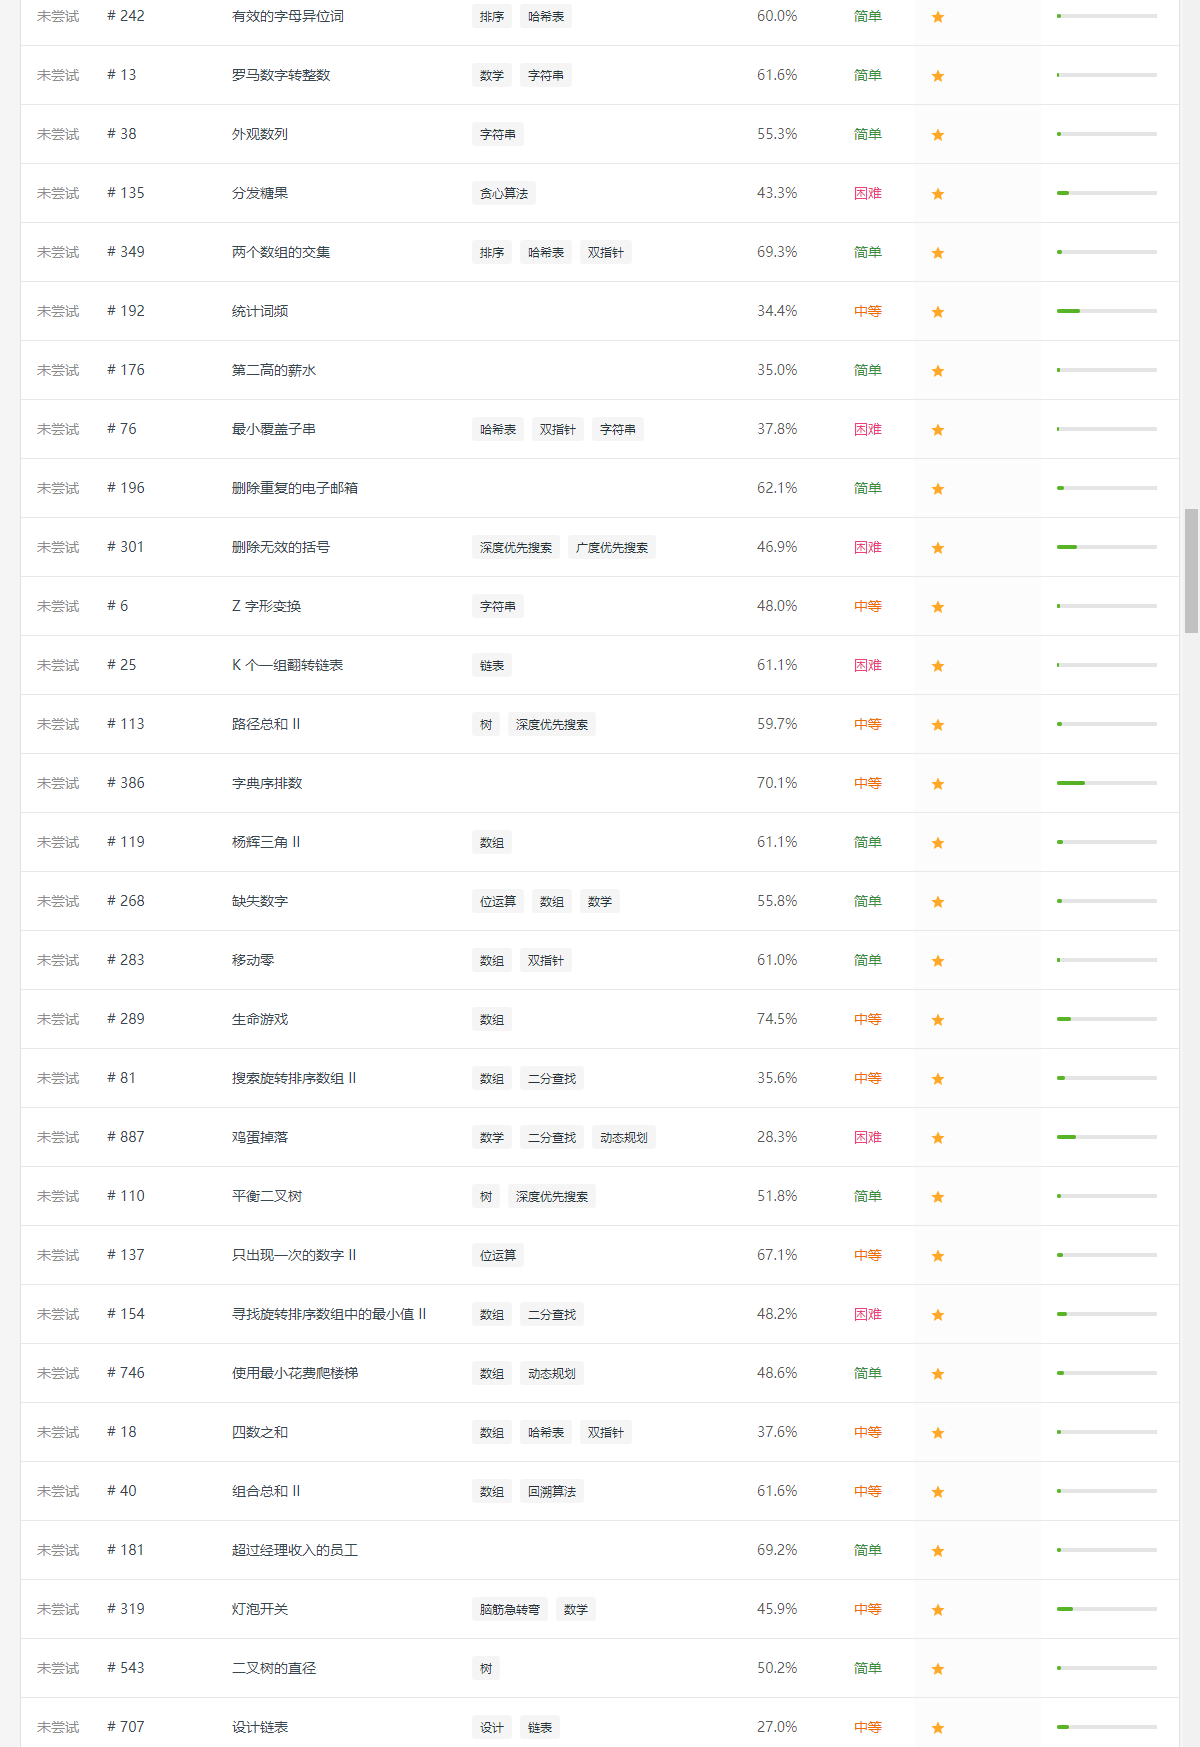 未尝试 # 242 有效的字母异位词 排序 哈希表 60.0% 简单
未尝试 # 13 罗马数字转整数 数学 字符串 61.6% 简单
未尝试 # 38 外观数列 字符串 55.3% 简单
未尝试 # 135 分发糖果 贪心算法 43.3% 困难
未尝试 # 349 两个数组的交集 排序 哈希表 双指针 69.3% 简单
未尝试 # 192 统计词频 34.4% 中等
未尝试 # 176 第二高的薪水 35.0% 简单
未尝试 # 76 最小覆盖子串 哈希表 双指针 字符串 37.8% 困难
未尝试 # 196 删除重复的电子邮箱 62.1% 简单
未尝试 # 301 删除无效的括号 深度优先搜索 广度优先搜索 46.9% 困难
未尝试 # 6 Z 字形变换 字符串 48.0% 中等
未尝试 # 25 K 个一组翻转链表 链表 61.1% 困难
未尝试 # 113 路径总和 II 树 深度优先搜索 59.7% 中等
未尝试 # 386 字典序排数 70.1% 中等
未尝试 # 119 杨辉三角 II 数组 61.1% 简单
未尝试 # 268 缺失数字 位运算 数组 数学 55.8% 简单
未尝试 # 283 移动零 数组 双指针 61.0% 简单
未尝试 # 289 生命游戏 数组 74.5% 中等
未尝试 # 81 搜索旋转排序数组 II 数组 二分查找 35.6% 中等
未尝试 # 887 鸡蛋掉落 数学 二分查找 动态规划 28.3% 困难
未尝试 # 110 平衡二叉树 树 深度优先搜索 51.8% 简单
未尝试 # 137 只出现一次的数字 II 位运算 67.1% 中等
未尝试 # 154 寻找旋转排序数组中的最小值 II 数组 二分查找 48.2% 困难
未尝试 # 746 使用最小花费爬楼梯 数组 动态规划 48.6% 简单
未尝试 # 18 四数之和 数组 哈希表 双指针 37.6% 中等
未尝试 # 40 组合总和 II 数组 回溯算法 61.6% 中等
未尝试 # 181 超过经理收入的员工 69.2% 简单
未尝试 # 319 灯泡开关 脑筋急转弯 数学 45.9% 中等
未尝试 # 543 二叉树的直径 树 50.2% 简单
未尝试 # 707 设计链表 设计 链表 27.0% 中等